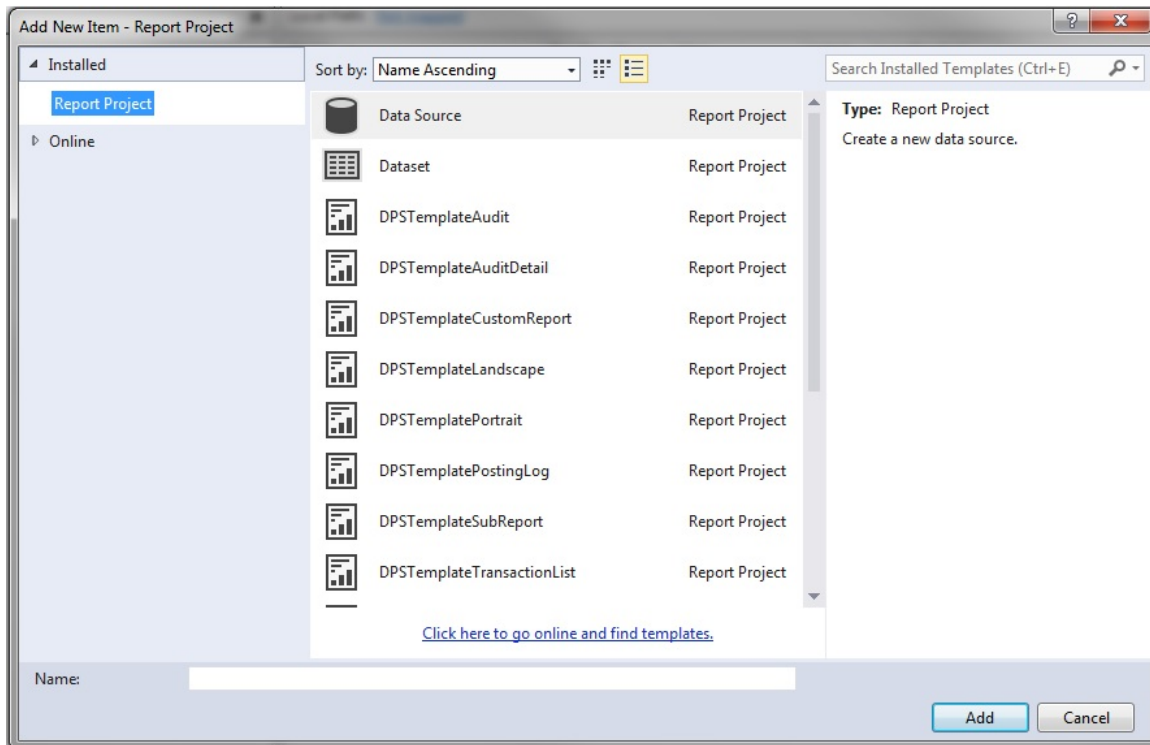 Add New Item - Report Project
Installed
Report Project
Online
Sort by: Name Ascending
Search Installed Templates (Ctrl+E)
Data Source Report Project
Dataset Report Project
DPSTemplateAudit Report Project
DPSTemplateAuditDetail Report Project
DPSTemplateCustomReport Report Project
DPSTemplateLandscape Report Project
DPSTemplatePortrait Report Project
DPSTemplatePostingLog Report Project
DPSTemplateSubReport Report Project
DPSTemplateTransactionList Report Project
Click here to go online and find templates.
Type: Report Project
Create a new data source.
Name:
Add Cancel